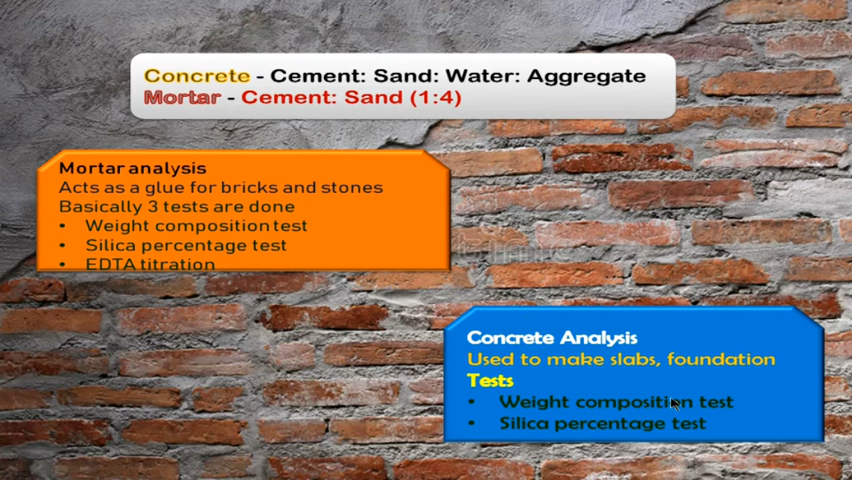 Concrete - Cement: Sand: Water: Aggregate
Mortar - Cement: Sand (1:4)
Mortar analysis
Acts as a glue for bricks and stones
Basically 3 tests are done
• Weight composition test
• Silica percentage test
• EDTA titration
Concrete Analysis
Used to make slabs, foundation
Tests
• Weight composition test
• Silica percentage test